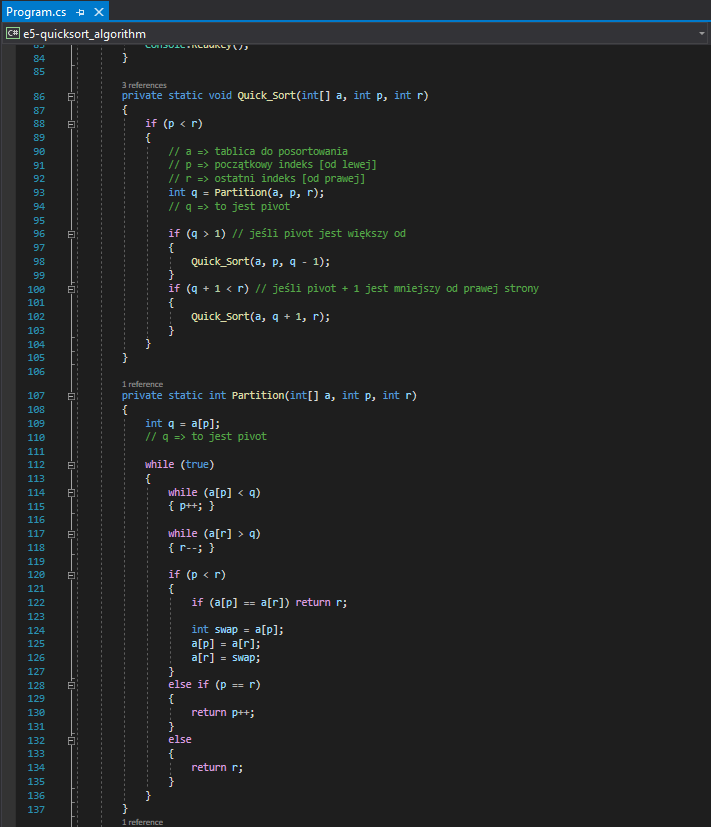 Program.cs
C# e5-quicksort_algorithm
83 Console.ReadKey();
84 }
85
3 references
86 private static void Quick_Sort(int[] a, int p, int r)
87 {
88 if (p < r)
89 {
90 // a => tablica do posortowania
91 // p => początkowy indeks [od lewej]
92 // r => ostatni indeks [od prawej]
93 int q = Partition(a, p, r);
94 // q => to jest pivot
95
96 if (q > 1) // jeśli pivot jest większy od
97 {
98 Quick_Sort(a, p, q - 1);
99 }
100 if (q + 1 < r) // jeśli pivot + 1 jest mniejszy od prawej strony
101 {
102 Quick_Sort(a, q + 1, r);
103 }
104 }
105 }
106
1 reference
107 private static int Partition(int[] a, int p, int r)
108 {
109 int q = a[p];
110 // q => to jest pivot
111
112 while (true)
113 {
114 while (a[p] < q)
115 { p++; }
116
117 while (a[r] > q)
118 { r--; }
119
120 if (p < r)
121 {
122 if (a[p] == a[r]) return r;
123
124 int swap = a[p];
125 a[p] = a[r];
126 a[r] = swap;
127 }
128 else if (p == r)
129 {
130 return p++;
131 }
132 else
133 {
134 return r;
135 }
136 }
137 }
1 reference